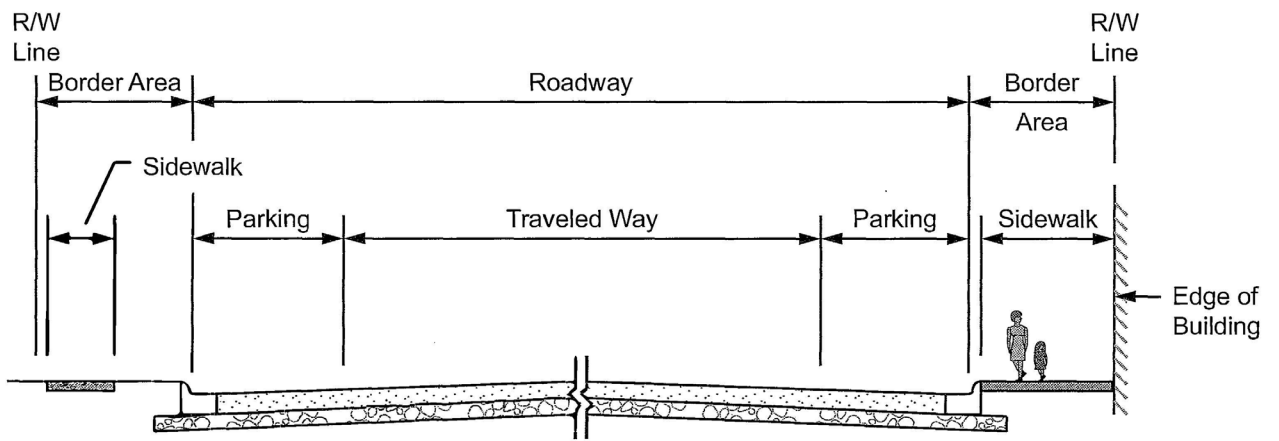 R/W
Line
R/W
Line
Border Area
Roadway
Border
Area
Sidewalk
Parking
Traveled Way
Parking
Sidewalk
Edge of
Building